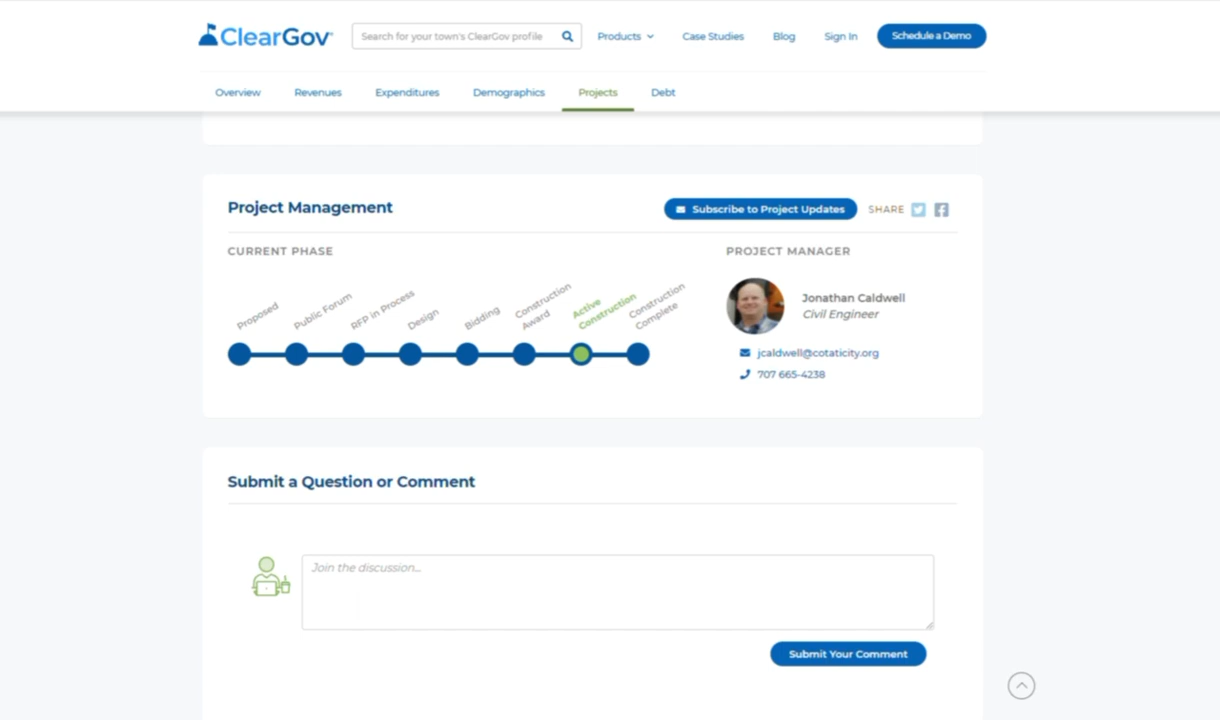 ClearGov
Search for your town's ClearGov profile
Products
Case Studies
Blog
Sign In
Schedule a Demo
Overview
Revenues
Expenditures
Demographics
Projects
Debt
Project Management
Subscribe to Project Updates
SHARE
CURRENT PHASE
PROJECT MANAGER
Proposed
Public Forum
RFP in Process
Design
Bidding
Construction
Award
Active
Construction
Construction
Complete
Jonathan Caldwell
Civil Engineer
jcaldwell@cotaticity.org
707 665-4238
Submit a Question or Comment
Join the discussion...
Submit Your Comment